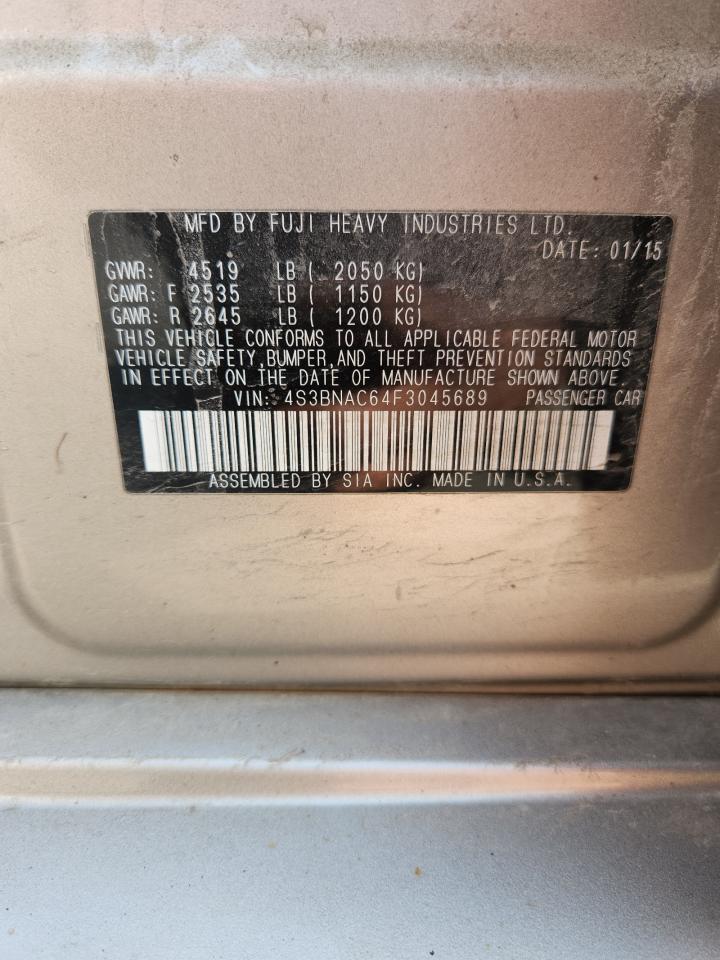 MFD BY FUJI HEAVY INDUSTRIES LTD.
DATE: 01/15
GVWR: 4519 LB ( 2050 KG)
GAWR: F 2535 LB ( 1150 KG)
GAWR: R 2645 LB ( 1200 KG)
THIS VEHICLE CONFORMS TO ALL APPLICABLE FEDERAL MOTOR
VEHICLE SAFETY,BUMPER,AND THEFT PREVENTION STANDARDS
IN EFFECT ON THE DATE OF MANUFACTURE SHOWN ABOVE.
VIN: 4S3BNAC64F3045689 PASSENGER CAR
ASSEMBLED BY SIA INC. MADE IN U.S.A.